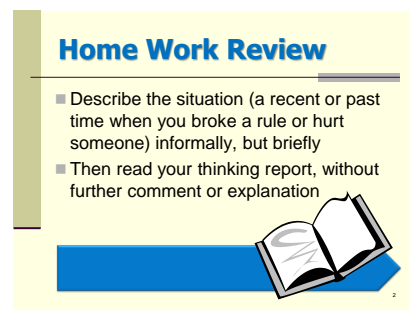 Home Work Review
Describe the situation (a recent or past
time when you broke a rule or hurt
someone) informally, but briefly
Then read your thinking report, without
further comment or explanation
2